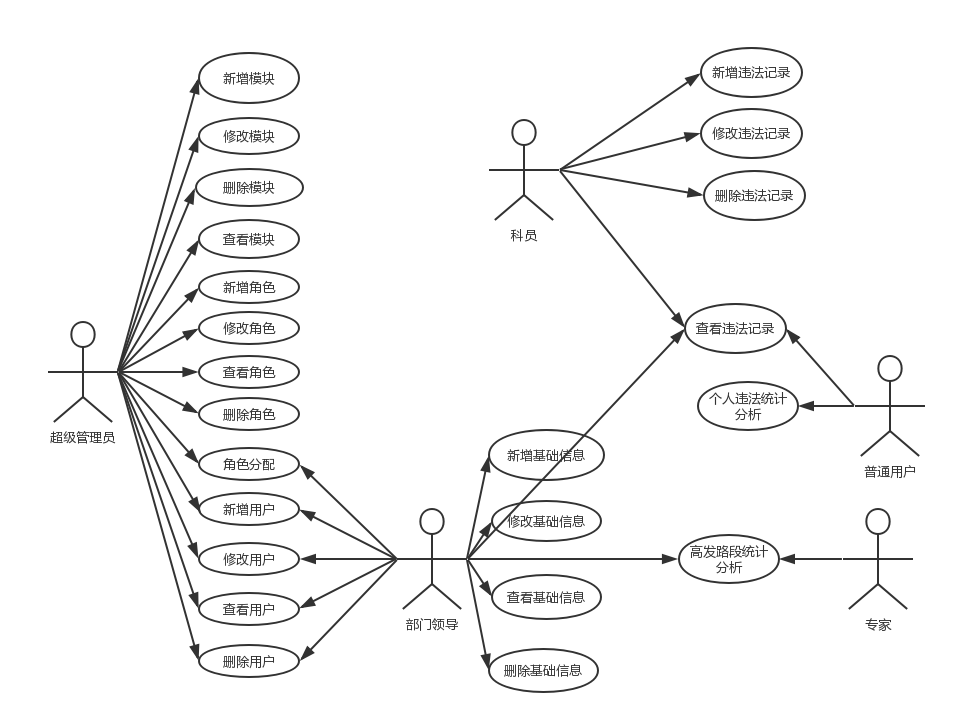 新增模块
修改模块
删除模块
查看模块
新增角色
修改角色
查看角色
删除角色
角色分配
新增用户
修改用户
查看用户
删除用户
超级管理员
新增违法记录
修改违法记录
删除违法记录
科员
查看违法记录
个人违法统计
分析
普通用户
新增基础信息
修改基础信息
查看基础信息
删除基础信息
部门领导
高发路段统计
分析
专家